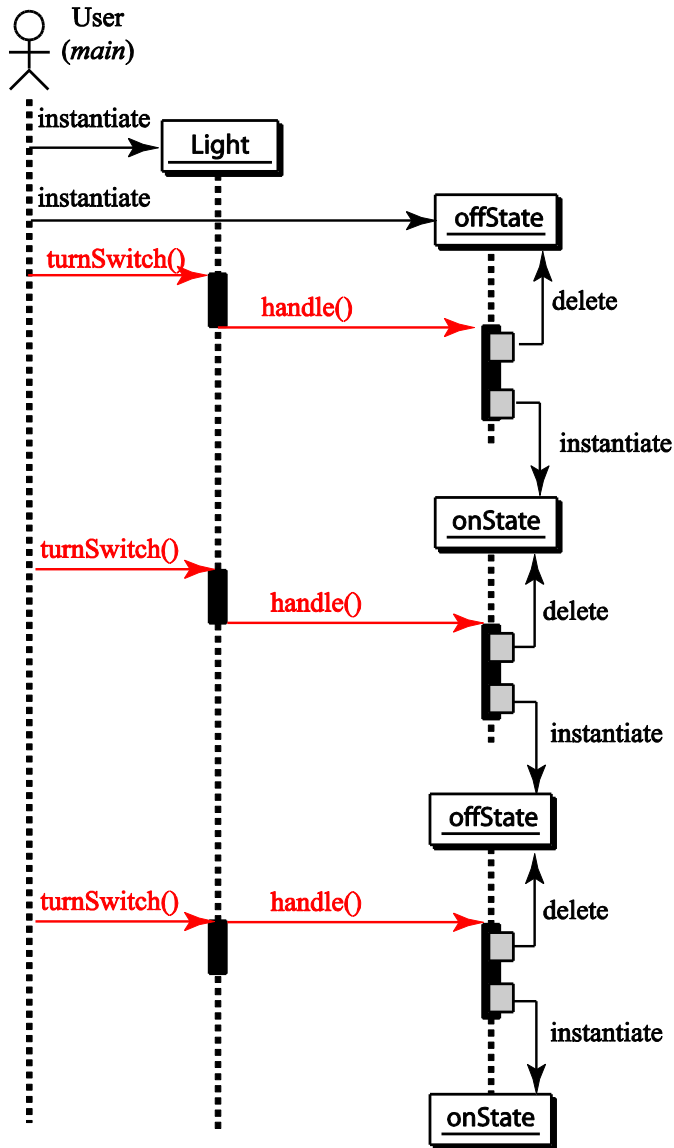 User
(main)
instantiate
Light
instantiate
offState
turnSwitch()
delete
handle()
instantiate
onState
turnSwitch()
handle()
delete
instantiate
offState
turnSwitch()
handle()
delete
instantiate
onState